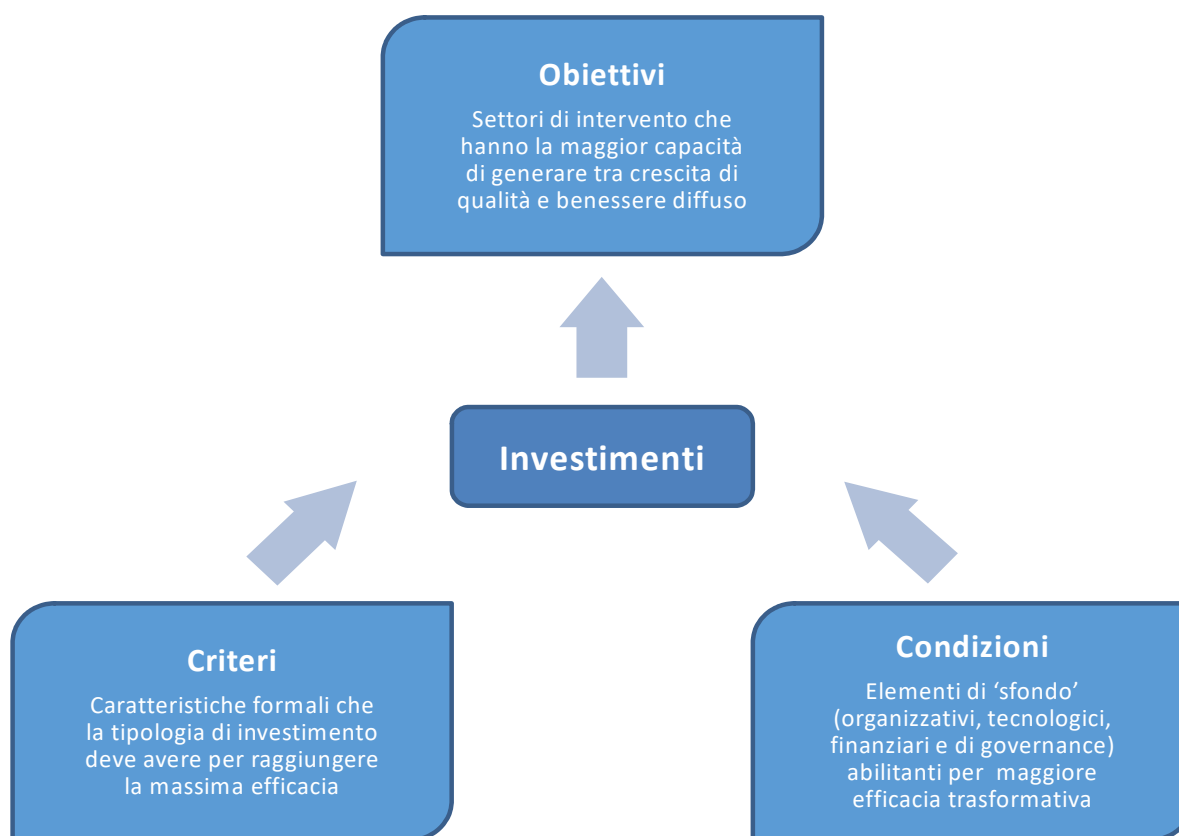 Obiettivi
Settori di intervento che
hanno la maggior capacità
di generare tra crescita di
qualità e benessere diffuso
Investimenti
Criteri
Caratteristiche formali che
la tipologia di investimento
deve avere per raggiungere
la massima efficacia
Condizioni
Elementi di ‘sfondo’
(organizzativi, tecnologici,
finanziari e di governance)
abilitanti per  maggiore
efficacia trasformativa